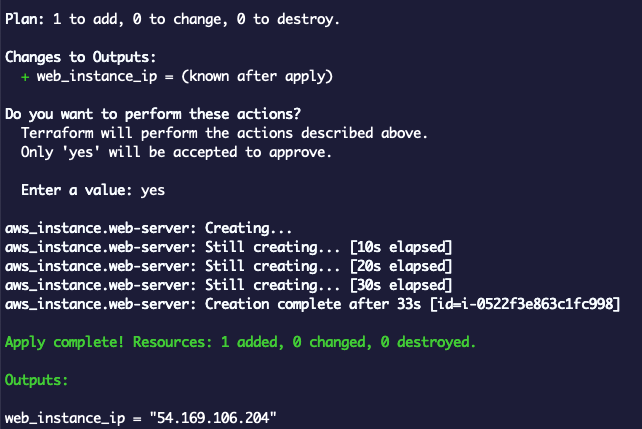 Plan: 1 to add, 0 to change, 0 to destroy.
Changes to Outputs:
+ web_instance_ip = (known after apply)
Do you want to perform these actions?
Terraform will perform the actions described above.
Only 'yes' will be accepted to approve.
Enter a value: yes
aws_instance.web-server: Creating...
aws_instance.web-server: Still creating... [10s elapsed]
aws_instance.web-server: Still creating... [20s elapsed]
aws_instance.web-server: Still creating... [30s elapsed]
aws_instance.web-server: Creation complete after 33s [id=i-0522f3e863c1fc998]
Apply complete! Resources: 1 added, 0 changed, 0 destroyed.
Outputs:
web_instance_ip = "54.169.106.204"